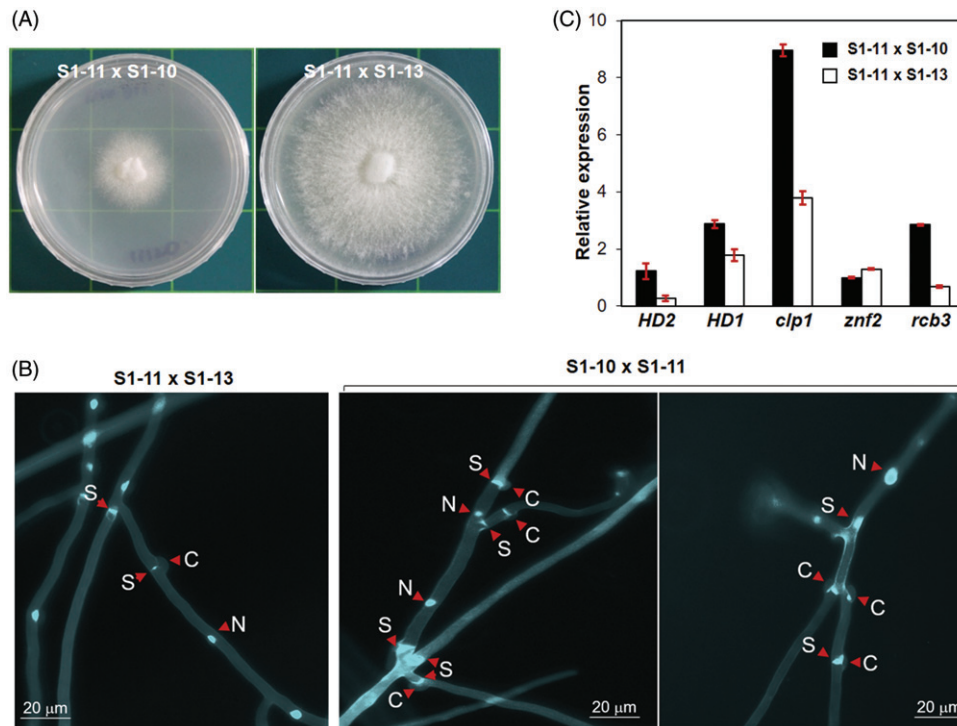 (A)
S1-11 x S1-10
S1-11 x S1-13
(C)
10
8
6
4
2
0
Relative expression
S1-11 x S1-10
S1-11 x S1-13
HD2
HD1
clp1
znf2
rcb3
(B)
S1-11 x S1-13
S
C
S
N
20 μm
S1-10 x S1-11
S
C
N
C
S
N
S
S
C
20 μm
N
S
C
C
S
C
20 μm